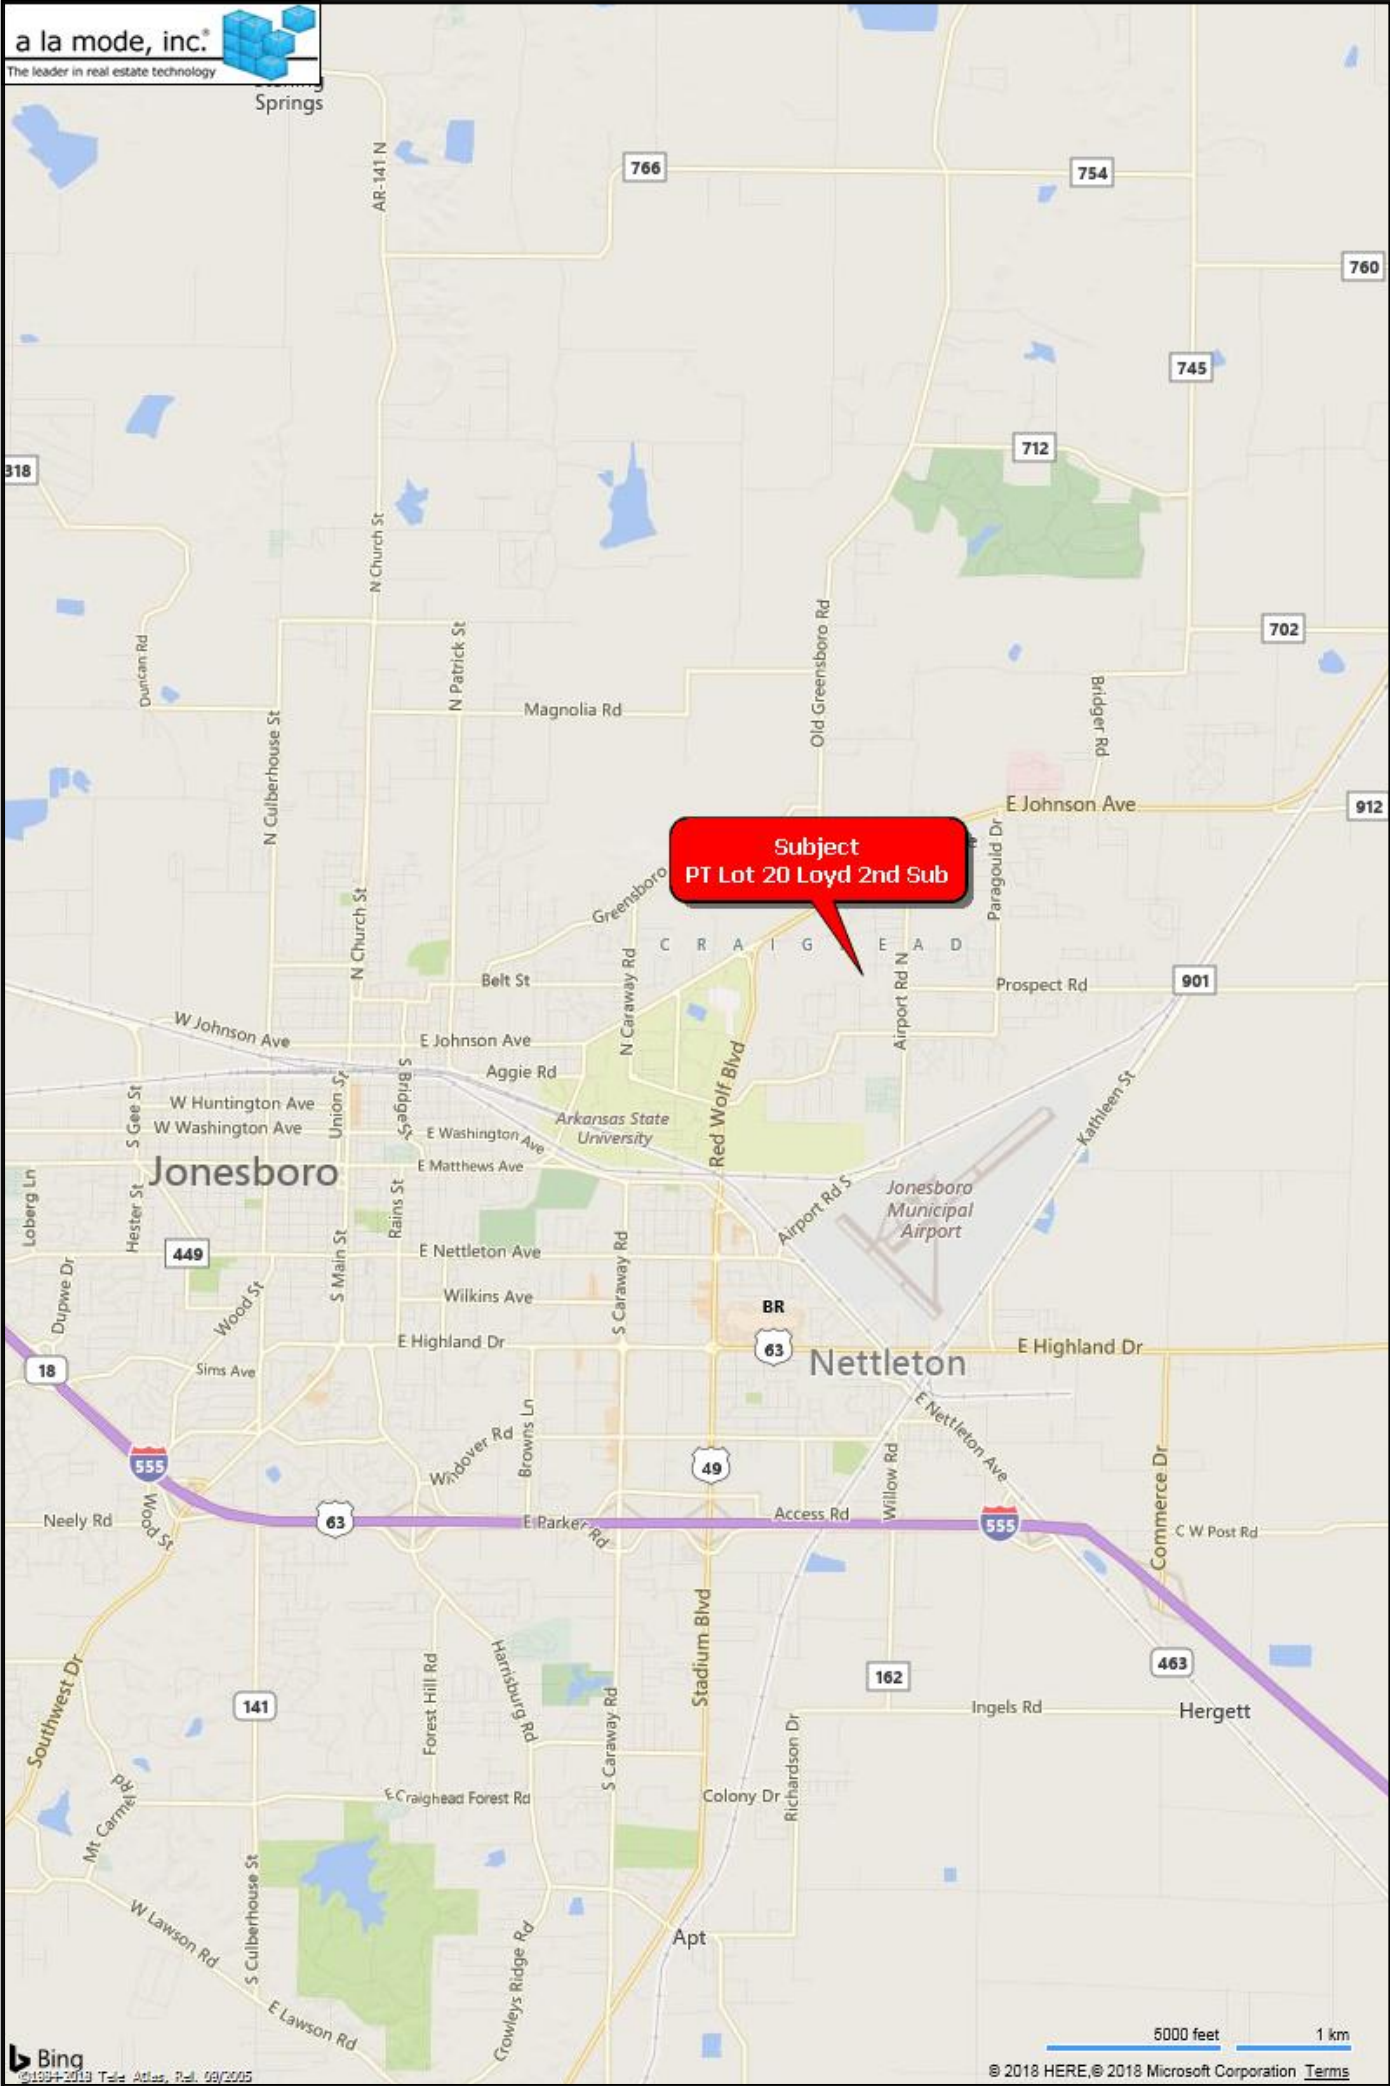 a la mode, inc.®
The leader in real estate technology
Springs
AR-141 N
766
754
760
745
712
318
N Church St
Duncan Rd
N Patrick St
Old Greensboro Rd
702
Magnolia Rd
Bridger Rd
N Culberhouse St
E Johnson Ave
912
Subject
PT Lot 20 Loyd 2nd Sub
Paragould Dr
Greensboro
N Church St
C R A I G E A D
N Caraway Rd
Airport Rd N
Belt St
Prospect Rd
901
W Johnson Ave
E Johnson Ave
Aggie Rd
Red Wolf Blvd
S Gee St
Union St
S Bridge S
W Huntington Ave
W Washington Ave
E Washington Ave
Arkansas State
University
Kathleen St
Jonesboro
E Matthews Ave
Loberg Ln
Hester St
Rains St
Airport Rd S
Jonesboro
Municipal
Airport
449
E Nettleton Ave
S Main St
S Caraway Rd
Dupwe Dr
Wood St
Wilkins Ave
BR
63
E Highland Dr
Nettleton
E Highland Dr
18
Sims Ave
Windover Rd
Browns Ln
E Nettleton Ave
555
49
Willow Rd
Commerce Dr
Neely Rd
Wood St
63
E Parker Rd
Access Rd
555
C W Post Rd
Southwest Dr
141
Forest Hill Rd
Harrisburg Rd
Stadium Blvd
S Caraway Rd
162
463
Ingels Rd
Hergett
Richardson Dr
Mt Carmel Rd
E Craighead Forest Rd
Colony Dr
S Culberhouse St
W Lawson Rd
Crowleys Ridge Rd
Apt
E Lawson Rd
5000 feet
1 km
Bing
©1994-2013 Tele Atlas, Rel. 09/2005
© 2018 HERE,© 2018 Microsoft Corporation Terms